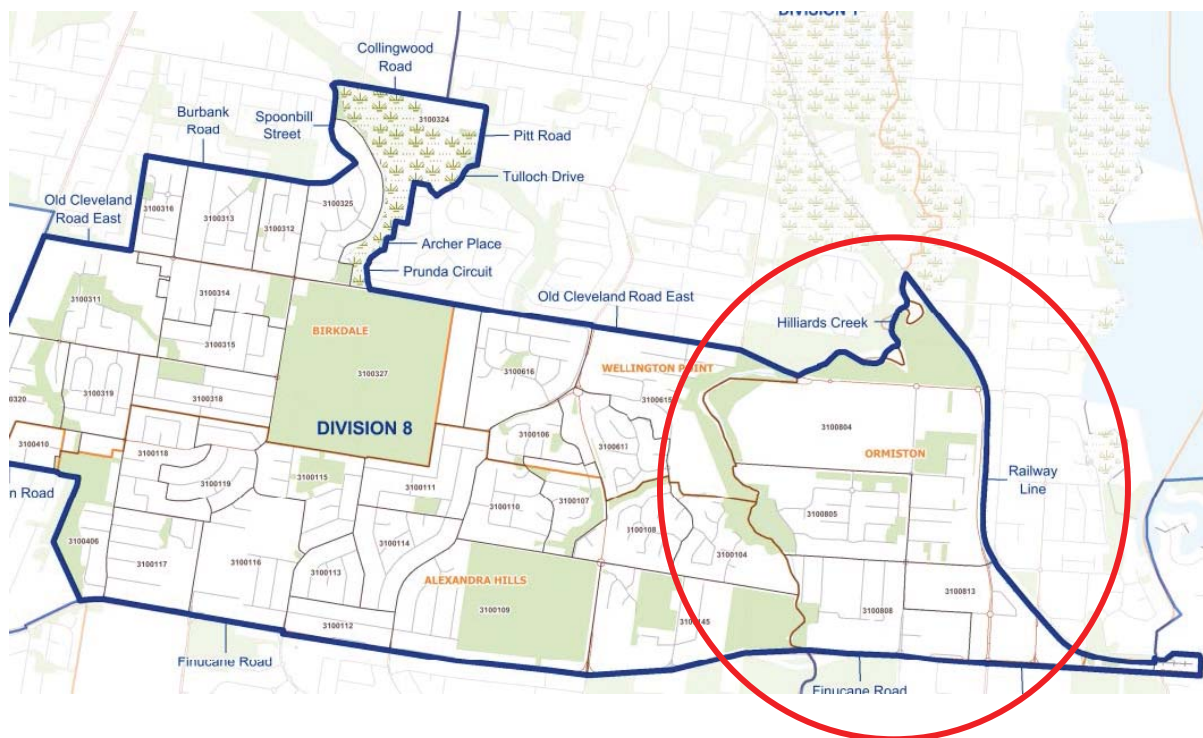 DIVISION 1
Collingwood
Road
3100324
Burbank
Road
Spoonbill
Street
Pitt Road
Tulloch Drive
Old Cleveland
Road East
3100316
3100313
3100312
3100325
Archer Place
Prunda Circuit
Old Cleveland Road East
Hilliards Creek
3100311
3100314
BIRKDALE
3100315
3100327
3100616
WELLINGTON POINT
3100615
3100319
3100318
3100804
ORMISTON
DIVISION 8
3100410
3100118
3100106
3100115
3100119
3100111
Railway
Line
n Road
3100110
3100107
3100805
3100406
3100114
3100108
3100104
3100117
3100116
3100113
ALEXANDRA HILLS
3100109
3100808
3100813
3100112
Finucane Road
Finucane Road